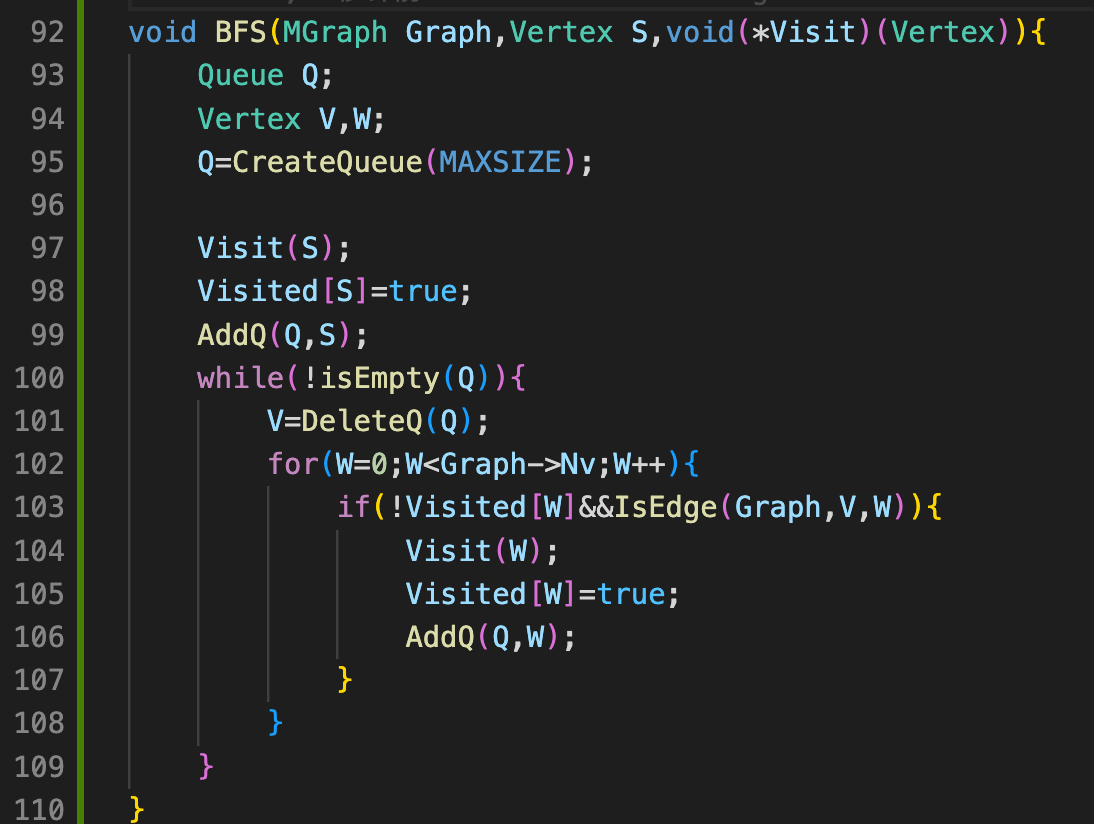 92 void BFS(MGraph Graph,Vertex S,void(*Visit)(Vertex)){
93 Queue Q;
94 Vertex V,W;
95 Q=CreateQueue(MAXSIZE);
96
97 Visit(S);
98 Visited[S]=true;
99 AddQ(Q,S);
100 while(!isEmpty(Q)){
101 V=DeleteQ(Q);
102 for(W=0;W<Graph->Nv;W++){
103 if(!Visited[W]&&IsEdge(Graph,V,W)){
104 Visit(W);
105 Visited[W]=true;
106 AddQ(Q,W);
107 }
108 }
109 }
110 }